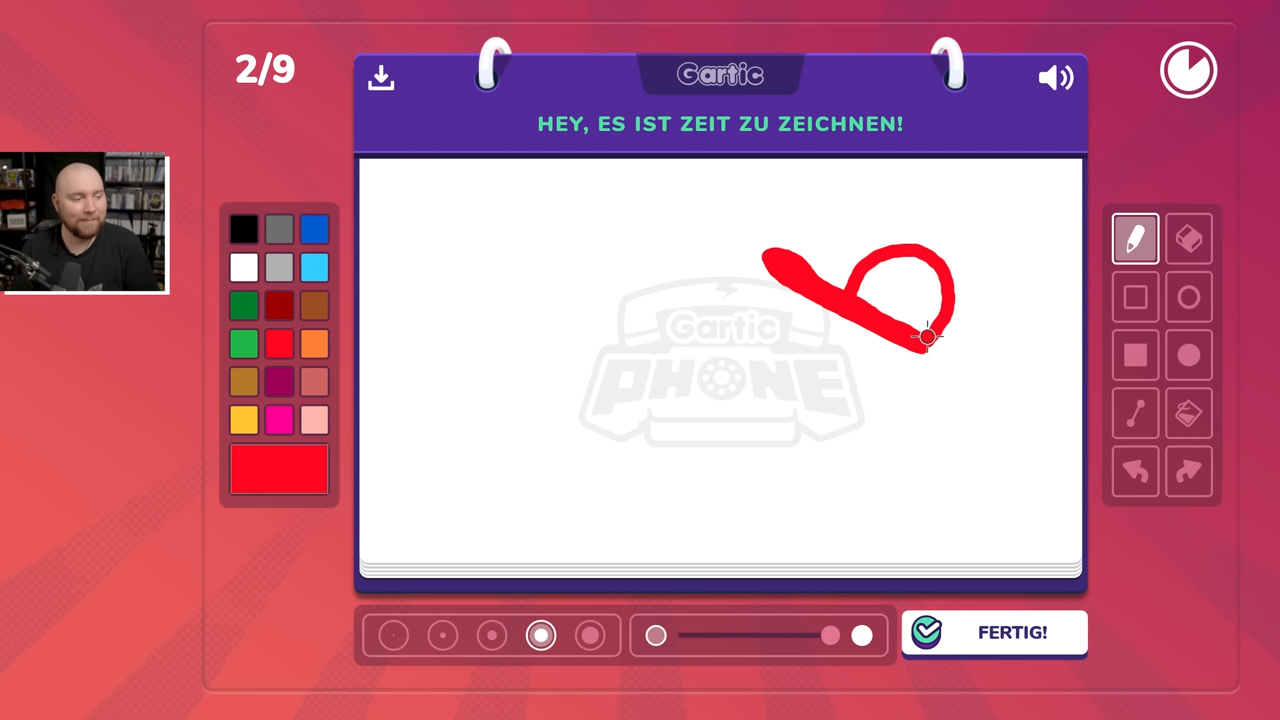 2/9
Gartic
HEY, ES IST ZEIT ZU ZEICHNEN!
Gartic
PHONE
FERTIG!